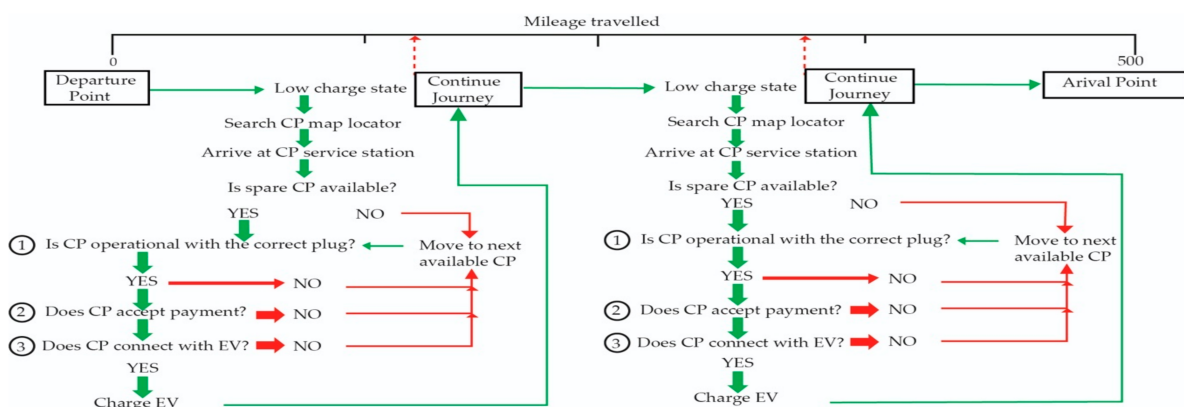 Mileage travelled
0
500
Departure
Point
Low charge state
Continue
Journey
Low charge state
Continue
Journey
Arival Point
Search CP map locator
Arrive at CP service station
Is spare CP available?
YES
NO
1 Is CP operational with the correct plug?
Move to next
available CP
YES
NO
2 Does CP accept payment?
NO
3 Does CP connect with EV?
NO
YES
Charge EV
Search CP map locator
Arrive at CP service station
Is spare CP available?
YES
NO
1 Is CP operational with the correct plug?
Move to next
available CP
YES
NO
2 Does CP accept payment?
NO
3 Does CP connect with EV?
NO
YES
Charge EV